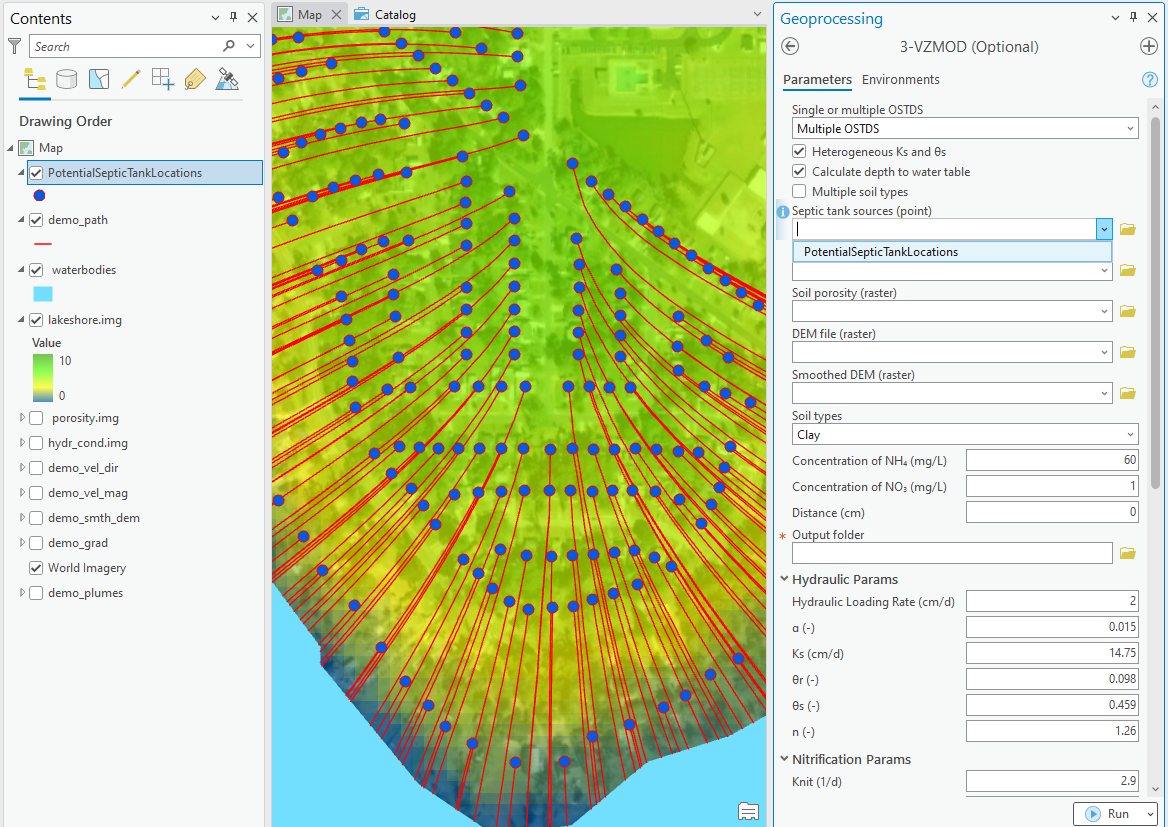 Contents
Search
Drawing Order
Map
PotentialSepticTankLocations
demo_path
waterbodies
lakeshore.img
Value
10
0
porosity.img
hydr_cond.img
demo_vel_dir
demo_vel_mag
demo_smth_dem
demo_grad
World Imagery
demo_plumes
Map
Catalog
Geoprocessing
3-VZMOD (Optional)
Parameters Environments
Single or multiple OSTDS
Multiple OSTDS
Heterogeneous Ks and θs
Calculate depth to water table
Multiple soil types
Septic tank sources (point)
PotentialSepticTankLocations
Soil porosity (raster)
DEM file (raster)
Smoothed DEM (raster)
Soil types
Clay
Concentration of NH₄ (mg/L) 60
Concentration of NO₃ (mg/L) 1
Distance (cm) 0
* Output folder
Hydraulic Params
Hydraulic Loading Rate (cm/d) 2
α (-) 0.015
Ks (cm/d) 14.75
θr (-) 0.098
θs (-) 0.459
n (-) 1.26
Nitrification Params
Knit (1/d) 2.9
Run